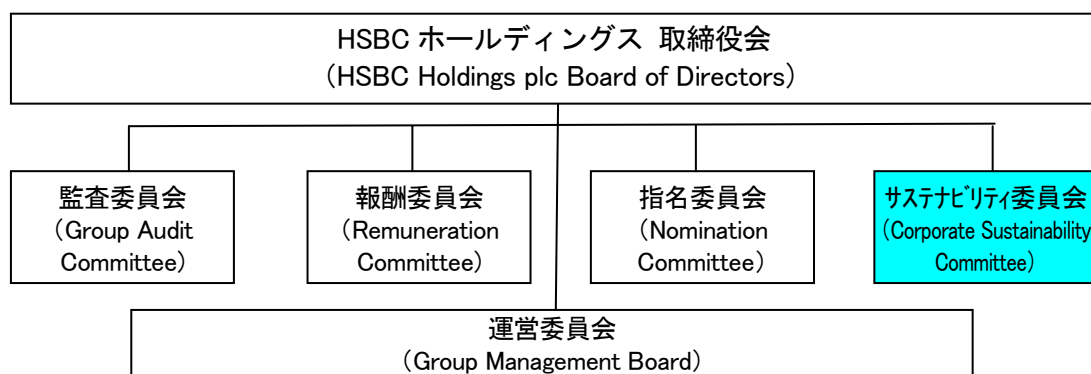 HSBC ホールディングス 取締役会
（HSBC Holdings plc Board of Directors）
監査委員会
（Group Audit
Committee）
報酬委員会
（Remuneration
Committee）
指名委員会
（Nomination
Committee）
ｻｽﾃﾅﾋﾞﾘﾃｨ委員会
（Corporate Sustainability
Committee）
運営委員会
（Group Management Board）